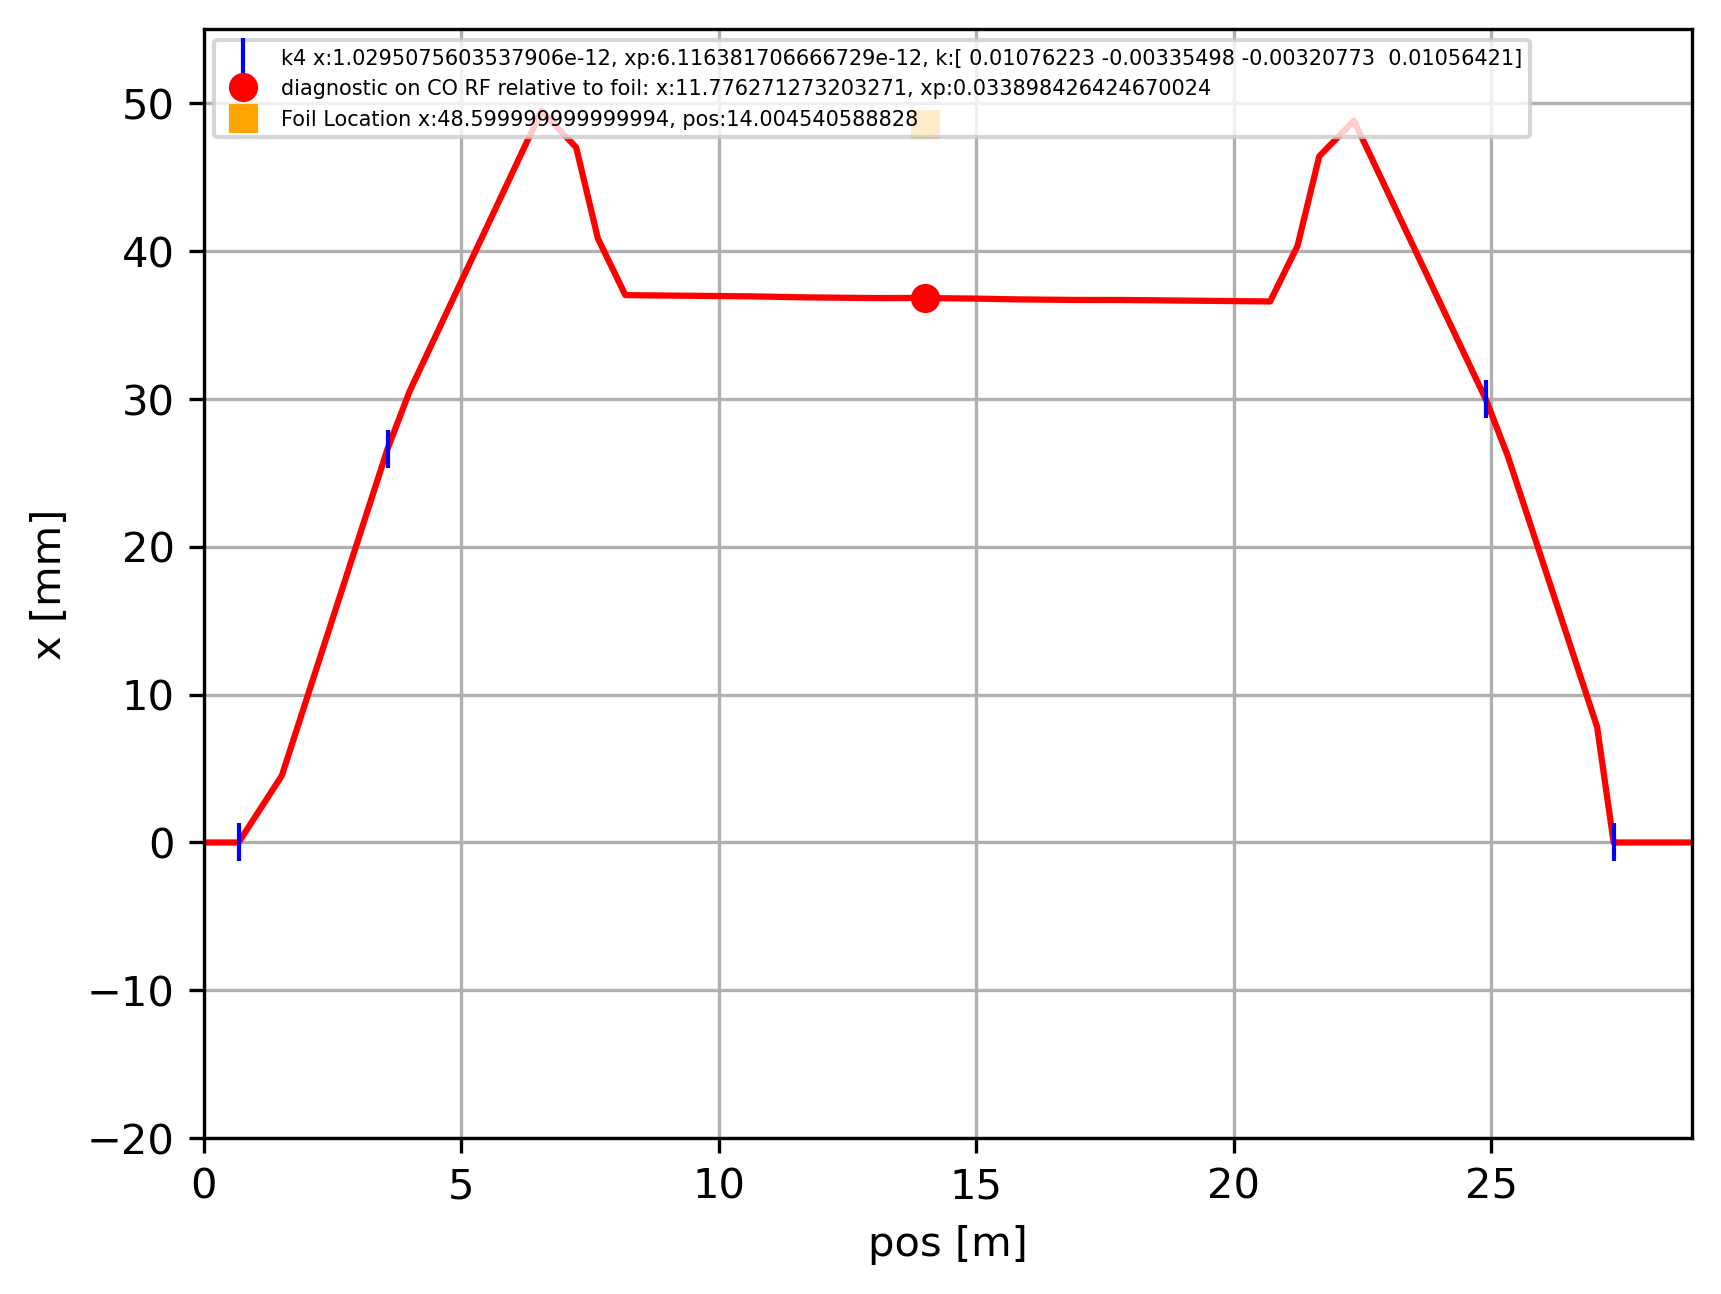 k4 x:1.0295075603537906e-12, xp:6.116381706666729e-12, k:[ 0.01076223 -0.00335498 -0.00320773  0.01056421]
diagnostic on CO RF relative to foil: x:11.776271273203271, xp:0.033898426424670024
Foil Location x:48.599999999999994, pos:14.004540588828
50
40
30
20
10
0
−10
−20
x [mm]
0 5 10 15 20 25
pos [m]